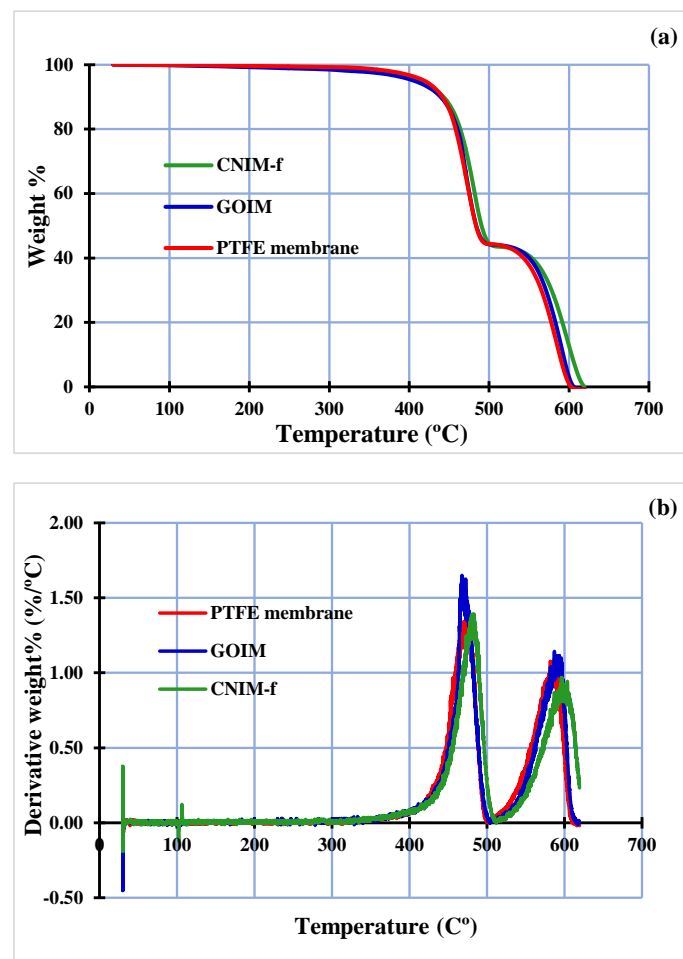 (a)
100
80
60
40
20
0
Weight %
CNIM-f
GOIM
PTFE membrane
0 100 200 300 400 500 600 700
Temperature (ºC)
(b)
2.00
1.50
1.00
0.50
0.00
-0.50
Derivative weight% (%/ºC)
PTFE membrane
GOIM
CNIM-f
0 100 200 300 400 500 600 700
Temperature (Cº)